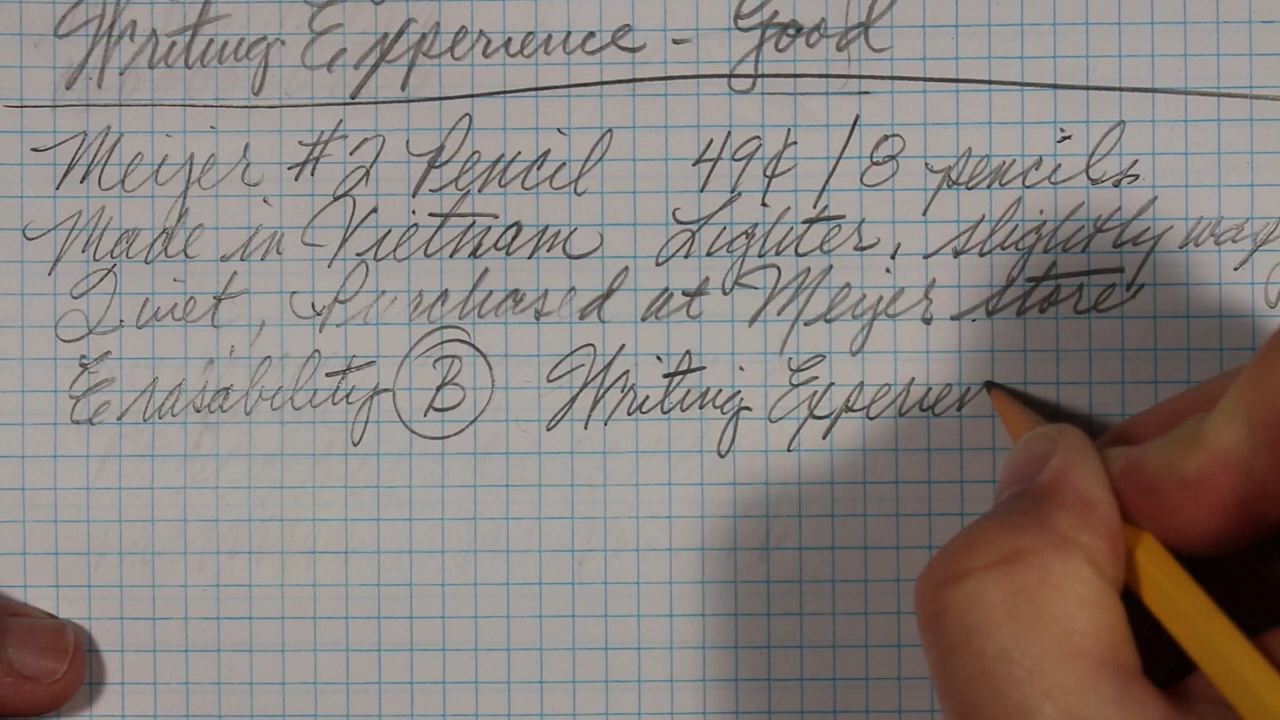 Writing Experience - Good
Meijer #2 Pencil 49¢ / 8 pencils
Made in Vietnam Lighter, slightly waxy
Quiet, Purchased at Meijer store
Erasability B Writing Experien